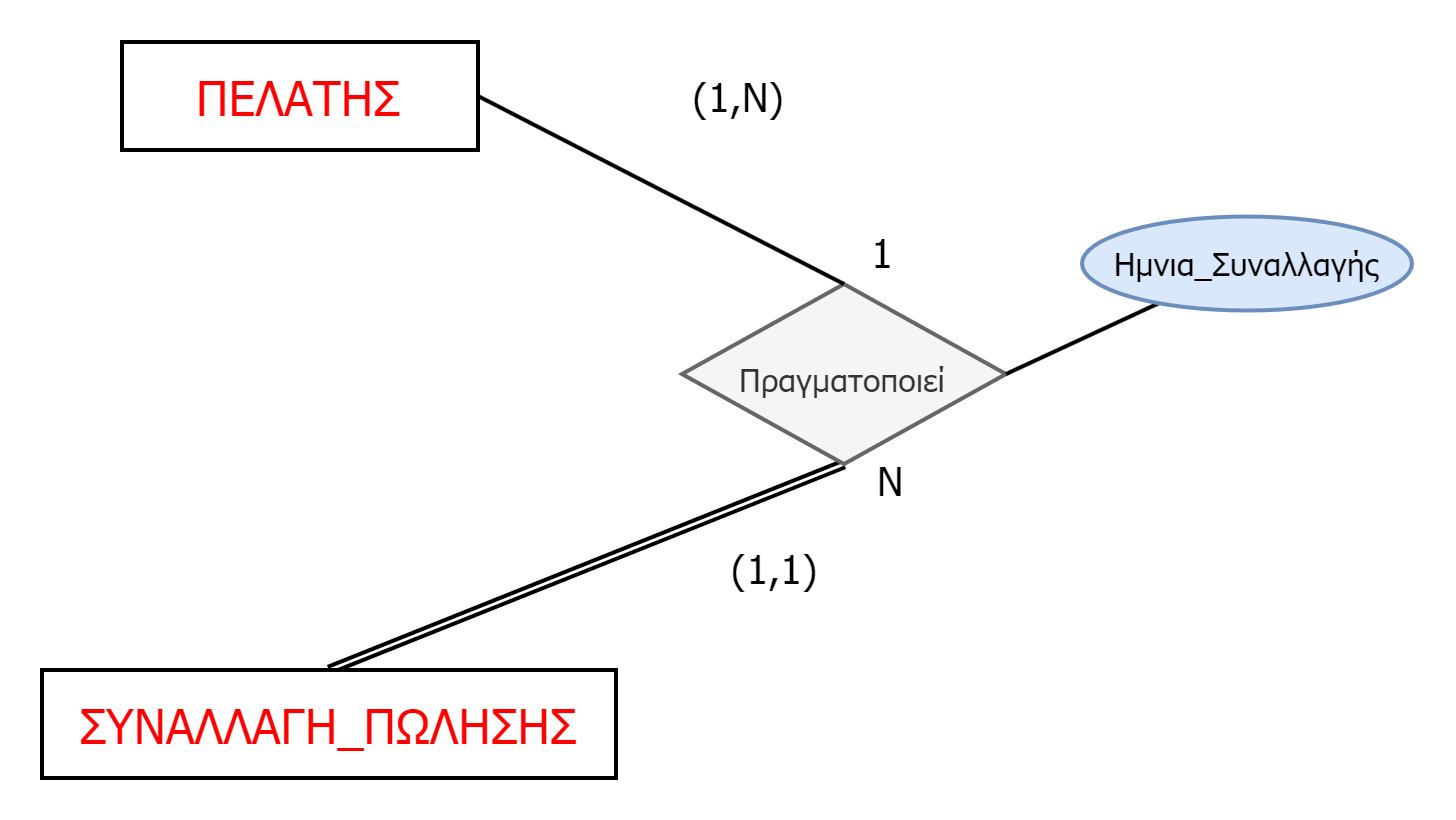 ΠΕΛΑΤΗΣ
(1,N)
1
Ημνια_Συναλλαγής
Πραγματοποιεί
N
(1,1)
ΣΥΝΑΛΛΑΓΗ_ΠΩΛΗΣΗΣ